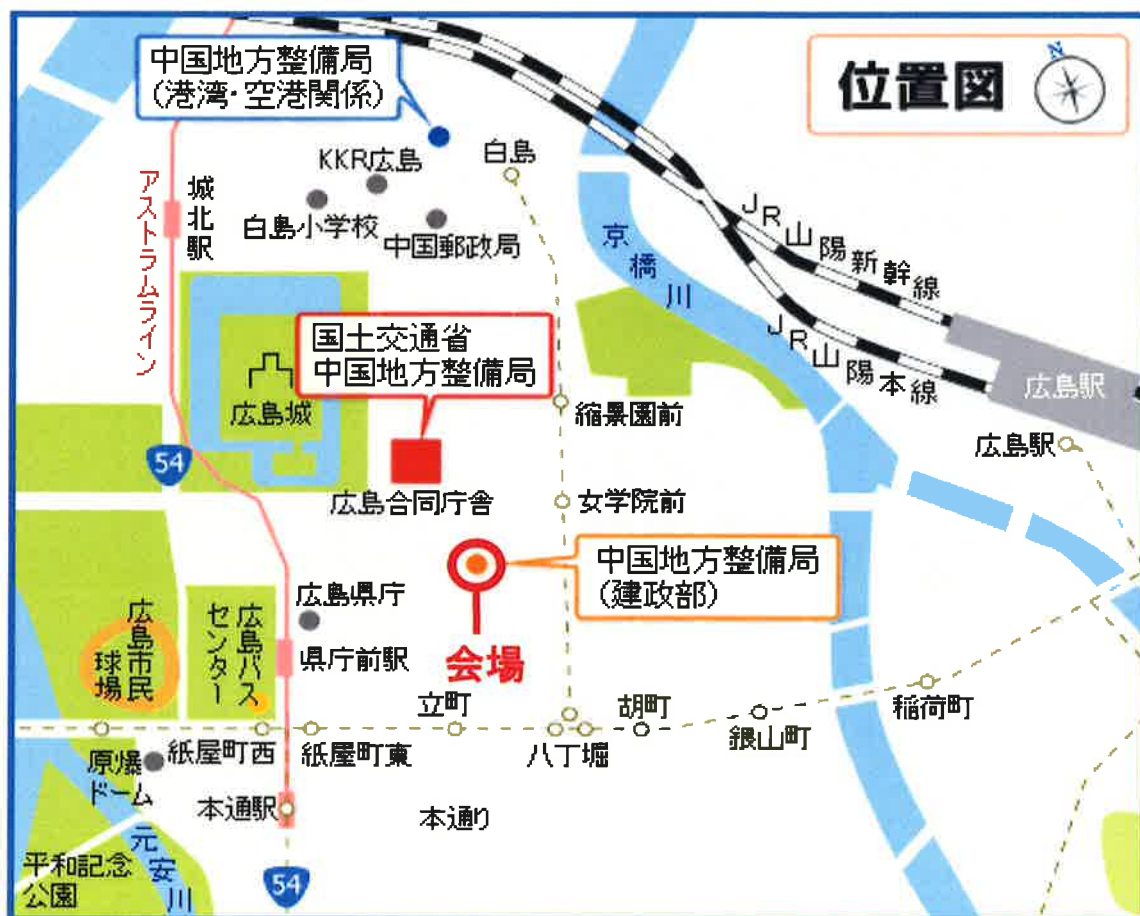 位置図
N
中国地方整備局
(港湾・空港関係)
白島
KKR広島
白島小学校
中国郵政局
城北駅
アストラムライン
京橋川
JR山陽新幹線
JR山陽本線
広島駅
広島駅
国土交通省
中国地方整備局
広島城
縮景園前
54
広島合同庁舎
女学院前
中国地方整備局
(建政部)
広島県庁
広島市民
球場
広島バス
センター
県庁前駅
会場
立町
胡町
銀山町
稲荷町
紙屋町西
紙屋町東
八丁堀
原爆
ドーム
本通駅
本通り
元安川
平和記念
公園
54